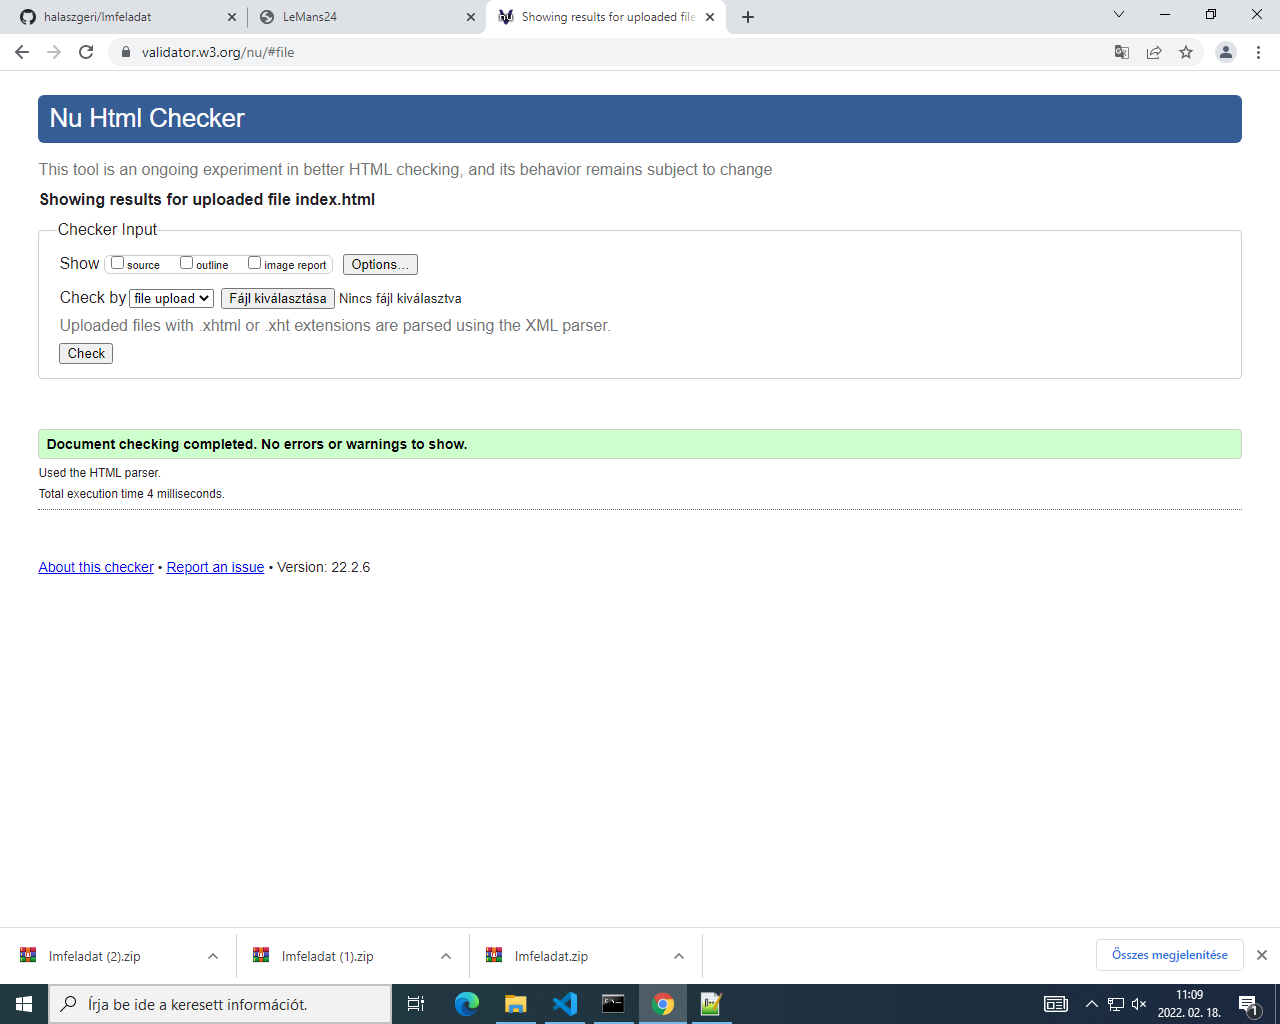 halaszgeri/lmfeladat
LeMans24
Showing results for uploaded file
validator.w3.org/nu/#file
Nu Html Checker
This tool is an ongoing experiment in better HTML checking, and its behavior remains subject to change
Showing results for uploaded file index.html
Checker Input
Show source outline image report Options...
Check by file upload Fájl kiválasztása Nincs fájl kiválasztva
Uploaded files with .xhtml or .xht extensions are parsed using the XML parser.
Check
Document checking completed. No errors or warnings to show.
Used the HTML parser.
Total execution time 4 milliseconds.
About this checker • Report an issue • Version: 22.2.6
lmfeladat (2).zip
lmfeladat (1).zip
lmfeladat.zip
Összes megjelenítése
Írja be ide a keresett információt.
11:09
2022. 02. 18.
1